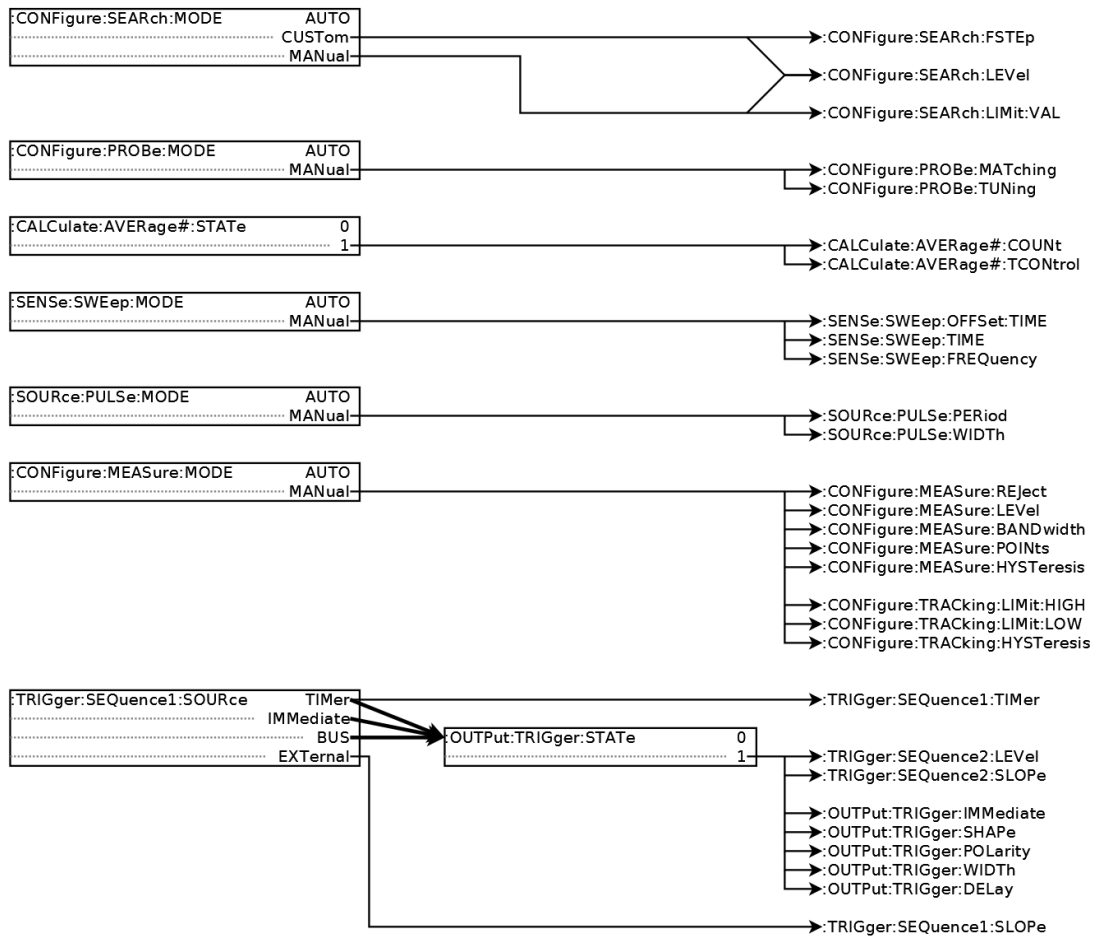 :CONFigure:SEARch:MODE AUTO
CUSTom :CONFigure:SEARch:FSTEp
MANual
:CONFigure:SEARch:LEVel
:CONFigure:SEARch:LIMit:VAL
:CONFigure:PROBe:MODE AUTO
MANual :CONFigure:PROBe:MATching
:CONFigure:PROBe:TUNing
:CALCulate:AVERage#:STATe 0
1 :CALCulate:AVERage#:COUNt
:CALCulate:AVERage#:TCONtrol
:SENSe:SWEep:MODE AUTO
MANual :SENSe:SWEep:OFFSet:TIME
:SENSe:SWEep:TIME
:SENSe:SWEep:FREQuency
:SOURce:PULSe:MODE AUTO
MANual :SOURce:PULSe:PERiod
:SOURce:PULSe:WIDTh
:CONFigure:MEASure:MODE AUTO
MANual :CONFigure:MEASure:REJect
:CONFigure:MEASure:LEVel
:CONFigure:MEASure:BANDwidth
:CONFigure:MEASure:POINts
:CONFigure:MEASure:HYSTeresis
:CONFigure:TRACking:LIMit:HIGH
:CONFigure:TRACking:LIMit:LOW
:CONFigure:TRACking:HYSTeresis
:TRIGger:SEQuence1:SOURce TIMer :TRIGger:SEQuence1:TIMer
IMMediate
BUS :OUTPut:TRIGger:STATe 0
EXTernal 1 :TRIGger:SEQuence2:LEVel
:TRIGger:SEQuence2:SLOPe
:OUTPut:TRIGger:IMMediate
:OUTPut:TRIGger:SHAPe
:OUTPut:TRIGger:POLarity
:OUTPut:TRIGger:WIDTh
:OUTPut:TRIGger:DELay
:TRIGger:SEQuence1:SLOPe